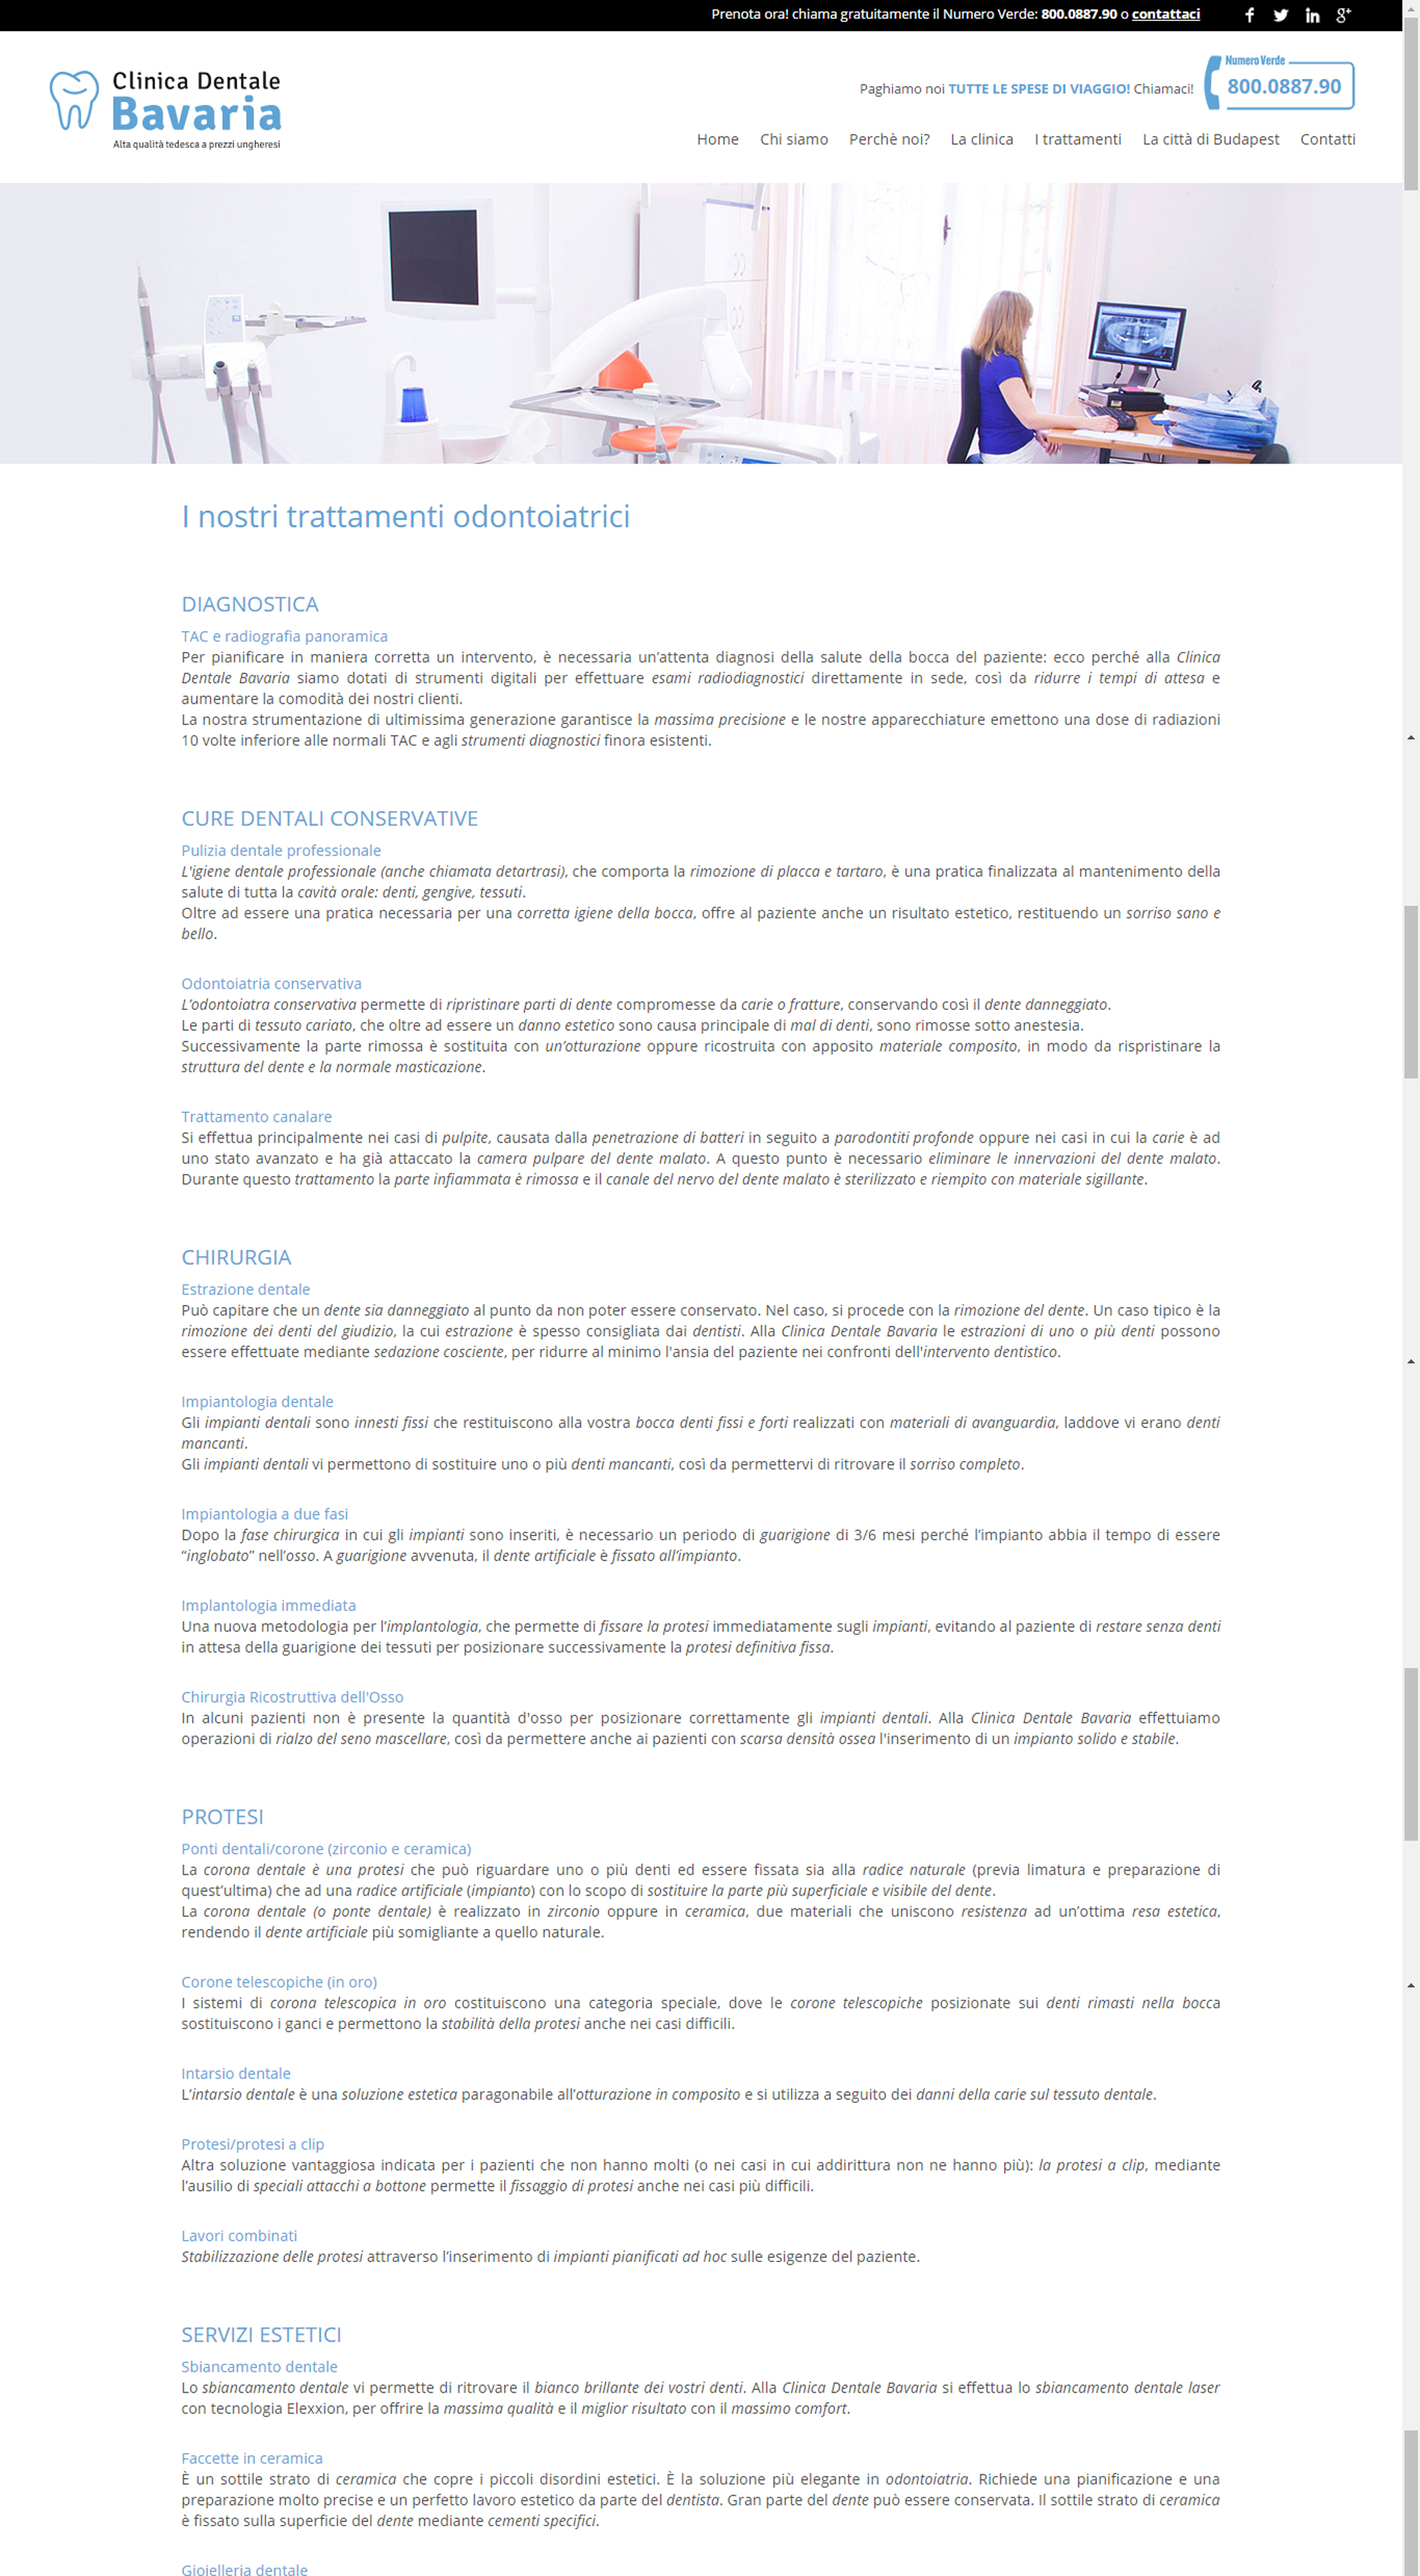 Prenota ora! chiama gratuitamente il Numero Verde: 800.0887.90 o contattaci
Clinica Dentale
Bavaria
Alta qualità tedesca a prezzi ungheresi
Paghiamo noi TUTTE LE SPESE DI VIAGGIO! Chiamaci!
Numero Verde
800.0887.90
Home Chi siamo Perchè noi? La clinica I trattamenti La città di Budapest Contatti
I nostri trattamenti odontoiatrici
DIAGNOSTICA
TAC e radiografia panoramica
Per pianificare in maniera corretta un intervento, è necessaria un’attenta diagnosi della salute della bocca del paziente: ecco perché alla Clinica
Dentale Bavaria siamo dotati di strumenti digitali per effettuare esami radiodiagnostici direttamente in sede, così da ridurre i tempi di attesa e
aumentare la comodità dei nostri clienti.
La nostra strumentazione di ultimissima generazione garantisce la massima precisione e le nostre apparecchiature emettono una dose di radiazioni
10 volte inferiore alle normali TAC e agli strumenti diagnostici finora esistenti.
CURE DENTALI CONSERVATIVE
Pulizia dentale professionale
L'igiene dentale professionale (anche chiamata detartrasi), che comporta la rimozione di placca e tartaro, è una pratica finalizzata al mantenimento della
salute di tutta la cavità orale: denti, gengive, tessuti.
Oltre ad essere una pratica necessaria per una corretta igiene della bocca, offre al paziente anche un risultato estetico, restituendo un sorriso sano e
bello.
Odontoiatria conservativa
L’odontoiatra conservativa permette di ripristinare parti di dente compromesse da carie o fratture, conservando così il dente danneggiato.
Le parti di tessuto cariato, che oltre ad essere un danno estetico sono causa principale di mal di denti, sono rimosse sotto anestesia.
Successivamente la parte rimossa è sostituita con un’otturazione oppure ricostruita con apposito materiale composito, in modo da rispristinare la
struttura del dente e la normale masticazione.
Trattamento canalare
Si effettua principalmente nei casi di pulpite, causata dalla penetrazione di batteri in seguito a parodontiti profonde oppure nei casi in cui la carie è ad
uno stato avanzato e ha già attaccato la camera pulpare del dente malato. A questo punto è necessario eliminare le innervazioni del dente malato.
Durante questo trattamento la parte infiammata è rimossa e il canale del nervo del dente malato è sterilizzato e riempito con materiale sigillante.
CHIRURGIA
Estrazione dentale
Può capitare che un dente sia danneggiato al punto da non poter essere conservato. Nel caso, si procede con la rimozione del dente. Un caso tipico è la
rimozione dei denti del giudizio, la cui estrazione è spesso consigliata dai dentisti. Alla Clinica Dentale Bavaria le estrazioni di uno o più denti possono
essere effettuate mediante sedazione cosciente, per ridurre al minimo l'ansia del paziente nei confronti dell'intervento dentistico.
Impiantologia dentale
Gli impianti dentali sono innesti fissi che restituiscono alla vostra bocca denti fissi e forti realizzati con materiali di avanguardia, laddove vi erano denti
mancanti.
Gli impianti dentali vi permettono di sostituire uno o più denti mancanti, così da permettervi di ritrovare il sorriso completo.
Impiantologia a due fasi
Dopo la fase chirurgica in cui gli impianti sono inseriti, è necessario un periodo di guarigione di 3/6 mesi perché l’impianto abbia il tempo di essere
“inglobato” nell’osso. A guarigione avvenuta, il dente artificiale è fissato all’impianto.
Implantologia immediata
Una nuova metodologia per l’implantologia, che permette di fissare la protesi immediatamente sugli impianti, evitando al paziente di restare senza denti
in attesa della guarigione dei tessuti per posizionare successivamente la protesi definitiva fissa.
Chirurgia Ricostruttiva dell'Osso
In alcuni pazienti non è presente la quantità d'osso per posizionare correttamente gli impianti dentali. Alla Clinica Dentale Bavaria effettuiamo
operazioni di rialzo del seno mascellare, così da permettere anche ai pazienti con scarsa densità ossea l'inserimento di un impianto solido e stabile.
PROTESI
Ponti dentali/corone (zirconio e ceramica)
La corona dentale è una protesi che può riguardare uno o più denti ed essere fissata sia alla radice naturale (previa limatura e preparazione di
quest’ultima) che ad una radice artificiale (impianto) con lo scopo di sostituire la parte più superficiale e visibile del dente.
La corona dentale (o ponte dentale) è realizzato in zirconio oppure in ceramica, due materiali che uniscono resistenza ad un’ottima resa estetica,
rendendo il dente artificiale più somigliante a quello naturale.
Corone telescopiche (in oro)
I sistemi di corona telescopica in oro costituiscono una categoria speciale, dove le corone telescopiche posizionate sui denti rimasti nella bocca
sostituiscono i ganci e permettono la stabilità della protesi anche nei casi difficili.
Intarsio dentale
L’intarsio dentale è una soluzione estetica paragonabile all’otturazione in composito e si utilizza a seguito dei danni della carie sul tessuto dentale.
Protesi/protesi a clip
Altra soluzione vantaggiosa indicata per i pazienti che non hanno molti (o nei casi in cui addirittura non ne hanno più): la protesi a clip, mediante
l’ausilio di speciali attacchi a bottone permette il fissaggio di protesi anche nei casi più difficili.
Lavori combinati
Stabilizzazione delle protesi attraverso l’inserimento di impianti pianificati ad hoc sulle esigenze del paziente.
SERVIZI ESTETICI
Sbiancamento dentale
Lo sbiancamento dentale vi permette di ritrovare il bianco brillante dei vostri denti. Alla Clinica Dentale Bavaria si effettua lo sbiancamento dentale laser
con tecnologia Elexxion, per offrire la massima qualità e il miglior risultato con il massimo comfort.
Faccette in ceramica
È un sottile strato di ceramica che copre i piccoli disordini estetici. È la soluzione più elegante in odontoiatria. Richiede una pianificazione e una
preparazione molto precise e un perfetto lavoro estetico da parte del dentista. Gran parte del dente può essere conservata. Il sottile strato di ceramica
è fissato sulla superficie del dente mediante cementi specifici.
Gioielleria dentale